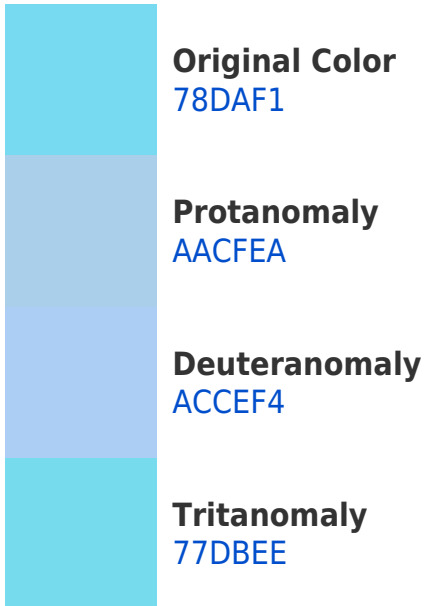 Original Color
78DAF1
Protanomaly
AACFEA
Deuteranomaly
ACCEF4
Tritanomaly
77DBEE